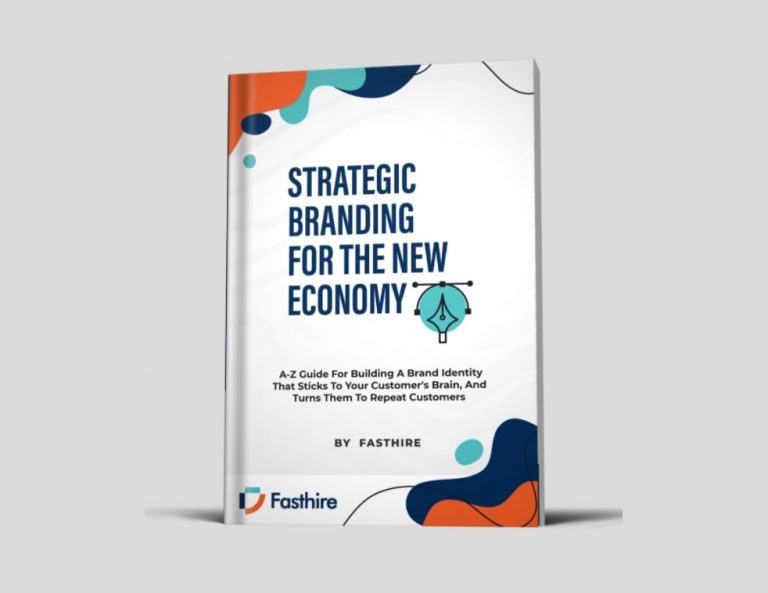 STRATEGIC
BRANDING
FOR THE NEW
ECONOMY
A-Z Guide For Building A Brand Identity
That Sticks To Your Customer's Brain, And
Turns Them To Repeat Customers
BY FASTHIRE
Fasthire